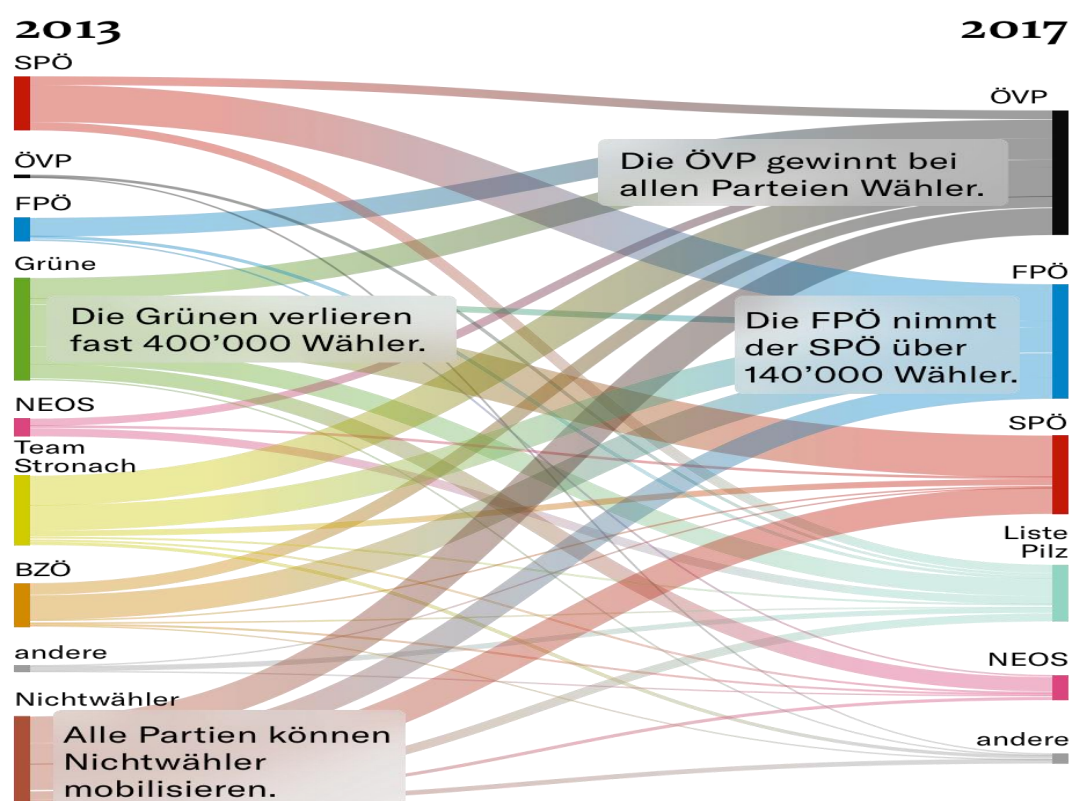 2013
2017
SPÖ
ÖVP
FPÖ
Grüne
NEOS
Team
Stronach
BZÖ
andere
Nichtwähler
Die ÖVP gewinnt bei
allen Parteien Wähler.
Die Grünen verlieren
fast 400’000 Wähler.
Die FPÖ nimmt
der SPÖ über
140’000 Wähler.
Alle Partien können
Nichtwähler
mobilisieren.
ÖVP
FPÖ
SPÖ
Liste
Pilz
NEOS
andere